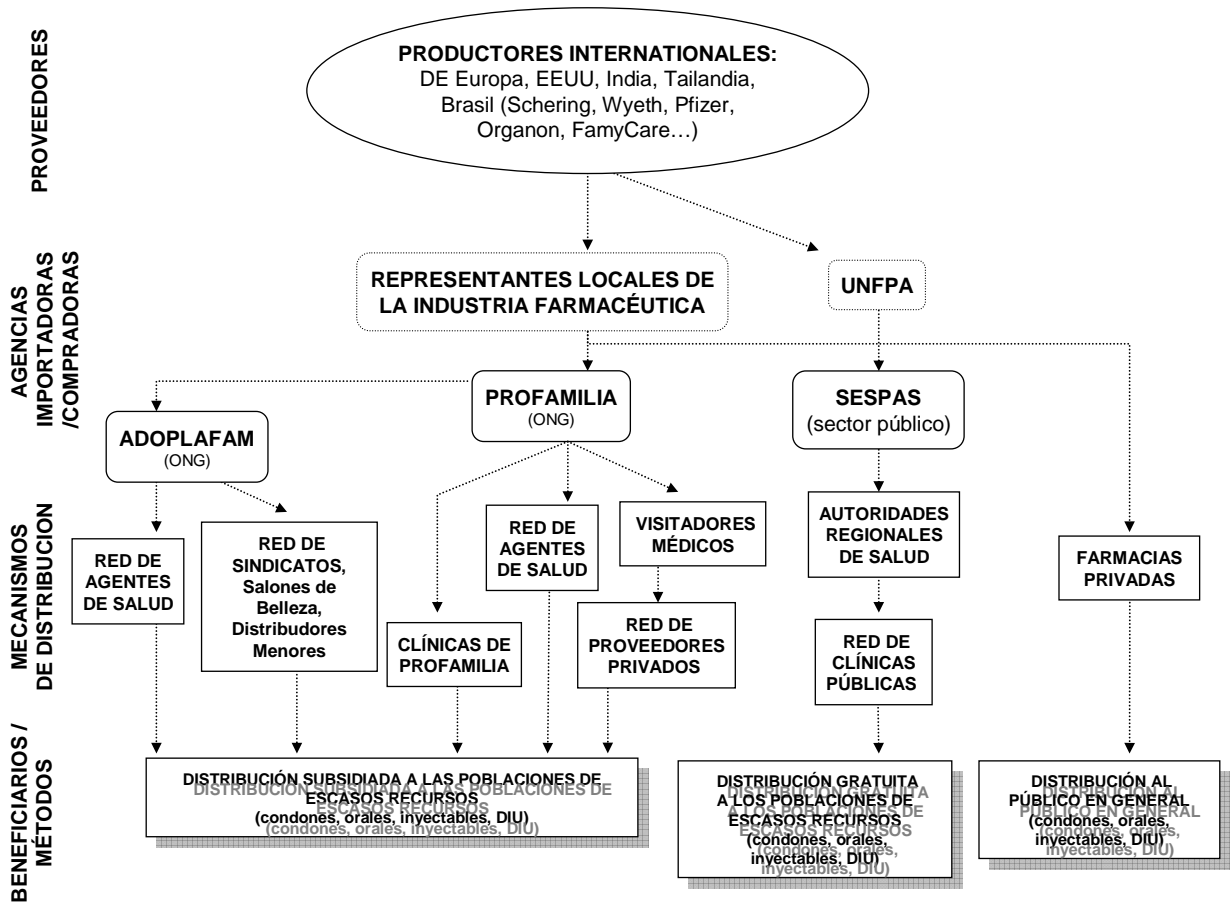 PROVEEDORES
PRODUCTORES INTERNATIONALES:
DE Europa, EEUU, India, Tailandia,
Brasil (Schering, Wyeth, Pfizer,
Organon, FamyCare…)
AGENCIAS
IMPORTADORAS
/COMPRADORAS
REPRESENTANTES LOCALES DE
LA INDUSTRIA FARMACÉUTICA
UNFPA
PROFAMILIA
(ONG)
SESPAS
(sector público)
ADOPLAFAM
(ONG)
MECANISMOS
DE DISTRIBUCION
RED DE
AGENTES
DE SALUD
RED DE
SINDICATOS,
Salones de
Belleza,
Distribudores
Menores
CLÍNICAS DE
PROFAMILIA
RED DE
AGENTES
DE SALUD
VISITADORES
MÉDICOS
RED DE
PROVEEDORES
PRIVADOS
AUTORIDADES
REGIONALES
DE SALUD
RED DE
CLÍNICAS
PÚBLICAS
FARMACIAS
PRIVADAS
BENEFICIARIOS /
MÉTODOS
DISTRIBUCIÓN SUBSIDIADA A LAS POBLACIONES DE
ESCASOS RECURSOS
(condones, orales, inyectables, DIU)
DISTRIBUCIÓN GRATUITA
A LOS POBLACIONES DE
ESCASOS RECURSOS
(condones, orales,
inyectables, DIU)
DISTRIBUCIÓN AL
PÚBLICO EN GENERAL
(condones, orales,
inyectables, DIU)